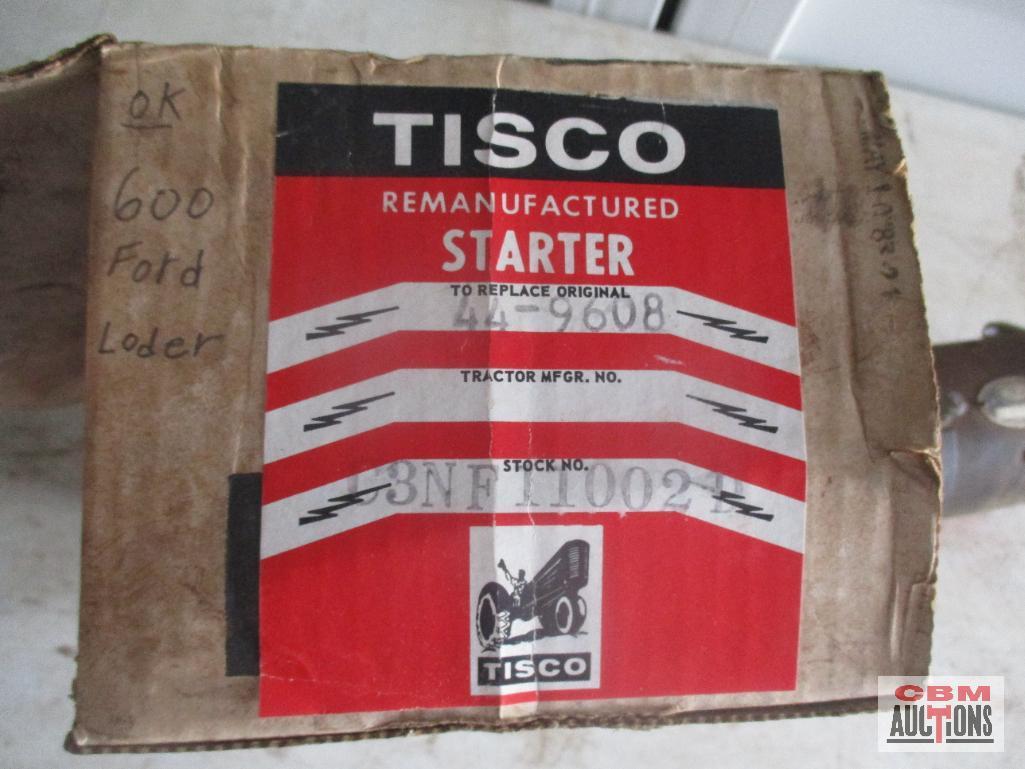 OK
600
Ford
Loder
TISCO
REMANUFACTURED
STARTER
TO REPLACE ORIGINAL
44-9608
TRACTOR MFGR. NO.
STOCK NO.
C3NF11002D
TISCO
CBM
AUCTIONS